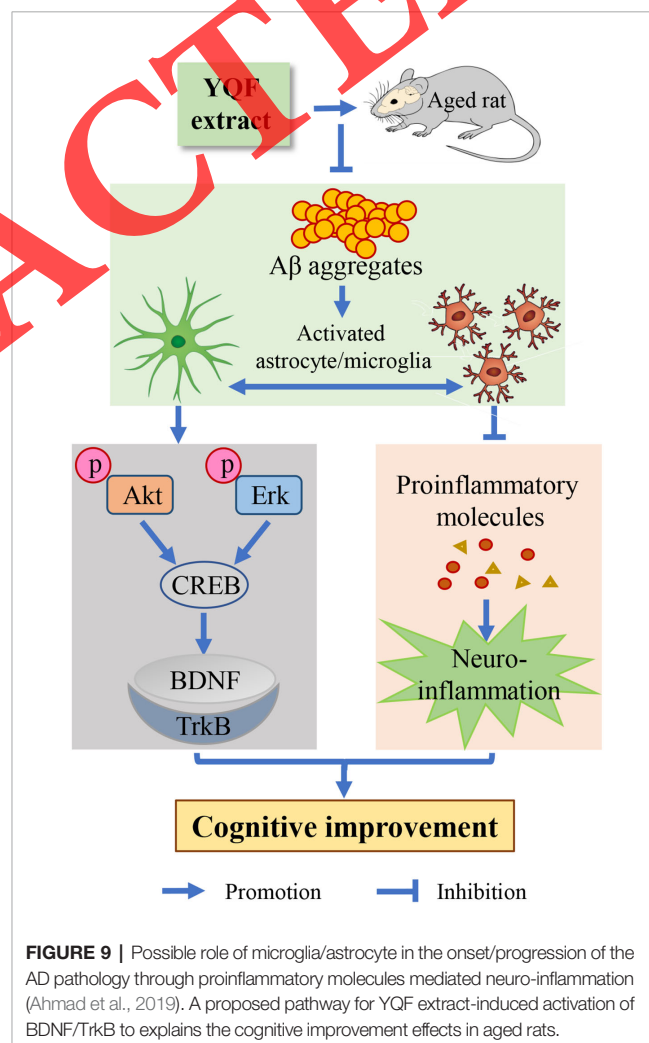 ACTE
YQF
extract
Aged rat
Aβ aggregates
Activated
astrocyte/microglia
p
p
Akt
Erk
CREB
BDNF
TrkB
Proinflammatory
molecules
Neuro-
inflammation
Cognitive improvement
Promotion
Inhibition
FIGURE 9 | Possible role of microglia/astrocyte in the onset/progression of the
AD pathology through proinflammatory molecules mediated neuro-inflammation
(Ahmad et al., 2019). A proposed pathway for YQF extract-induced activation of
BDNF/TrkB to explains the cognitive improvement effects in aged rats.